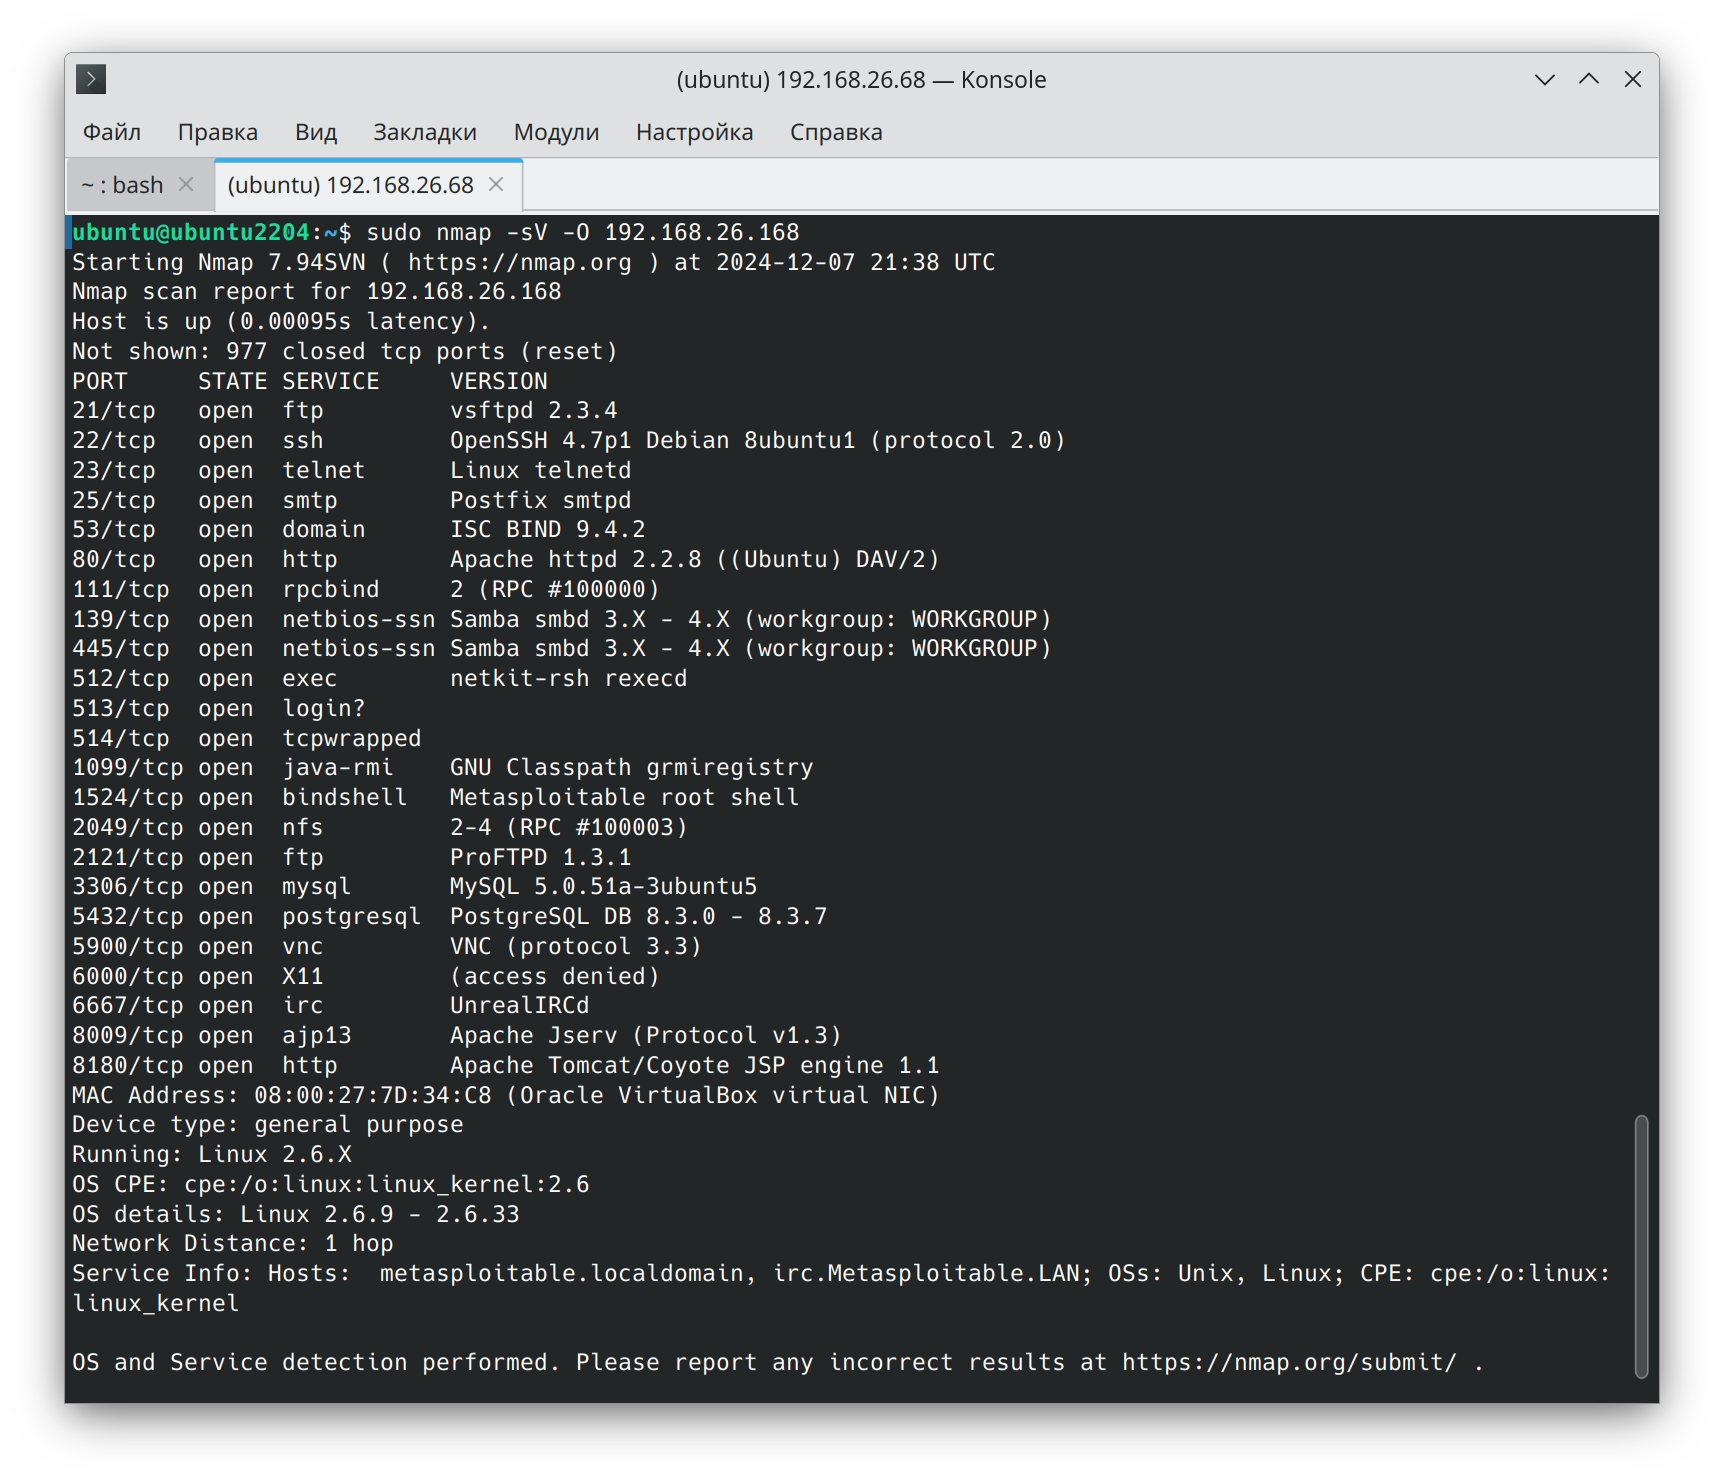 (ubuntu) 192.168.26.68 — Konsole
Файл Правка Вид Закладки Модули Настройка Справка
~ : bash (ubuntu) 192.168.26.68
ubuntu@ubuntu2204:~$ sudo nmap -sV -O 192.168.26.168
Starting Nmap 7.94SVN ( https://nmap.org ) at 2024-12-07 21:38 UTC
Nmap scan report for 192.168.26.168
Host is up (0.00095s latency).
Not shown: 977 closed tcp ports (reset)
PORT     STATE SERVICE     VERSION
21/tcp   open  ftp         vsftpd 2.3.4
22/tcp   open  ssh         OpenSSH 4.7p1 Debian 8ubuntu1 (protocol 2.0)
23/tcp   open  telnet      Linux telnetd
25/tcp   open  smtp        Postfix smtpd
53/tcp   open  domain      ISC BIND 9.4.2
80/tcp   open  http        Apache httpd 2.2.8 ((Ubuntu) DAV/2)
111/tcp  open  rpcbind     2 (RPC #100000)
139/tcp  open  netbios-ssn Samba smbd 3.X - 4.X (workgroup: WORKGROUP)
445/tcp  open  netbios-ssn Samba smbd 3.X - 4.X (workgroup: WORKGROUP)
512/tcp  open  exec        netkit-rsh rexecd
513/tcp  open  login?
514/tcp  open  tcpwrapped
1099/tcp open  java-rmi    GNU Classpath grmiregistry
1524/tcp open  bindshell   Metasploitable root shell
2049/tcp open  nfs         2-4 (RPC #100003)
2121/tcp open  ftp         ProFTPD 1.3.1
3306/tcp open  mysql       MySQL 5.0.51a-3ubuntu5
5432/tcp open  postgresql  PostgreSQL DB 8.3.0 - 8.3.7
5900/tcp open  vnc         VNC (protocol 3.3)
6000/tcp open  X11         (access denied)
6667/tcp open  irc         UnrealIRCd
8009/tcp open  ajp13       Apache Jserv (Protocol v1.3)
8180/tcp open  http        Apache Tomcat/Coyote JSP engine 1.1
MAC Address: 08:00:27:7D:34:C8 (Oracle VirtualBox virtual NIC)
Device type: general purpose
Running: Linux 2.6.X
OS CPE: cpe:/o:linux:linux_kernel:2.6
OS details: Linux 2.6.9 - 2.6.33
Network Distance: 1 hop
Service Info: Hosts:  metasploitable.localdomain, irc.Metasploitable.LAN; OSs: Unix, Linux; CPE: cpe:/o:linux:
linux_kernel
OS and Service detection performed. Please report any incorrect results at https://nmap.org/submit/ .